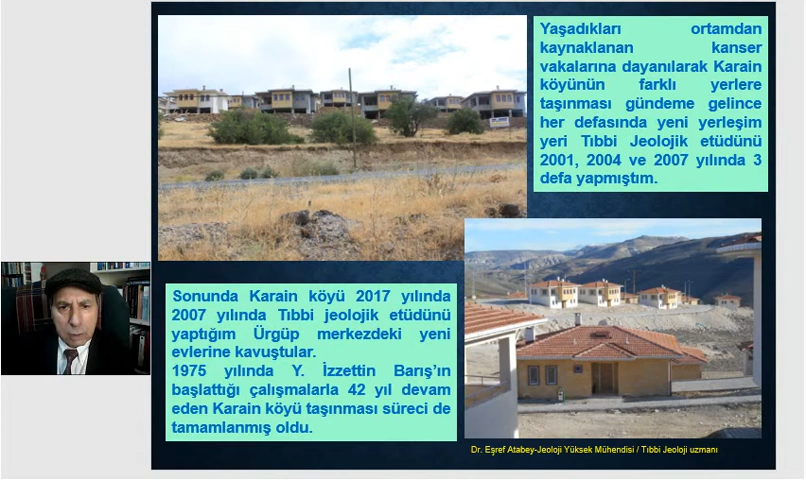 Yaşadıkları ortamdan
kaynaklanan kanser
vakalarına dayanılarak Karain
köyünün farklı yerlere
taşınması gündeme gelince
her defasında yeni yerleşim
yeri Tıbbi Jeolojik etüdünü
2001, 2004 ve 2007 yılında 3
defa yapmıştım.
Sonunda Karain köyü 2017 yılında
2007 yılında Tıbbi jeolojik etüdünü
yaptığım Ürgüp merkezdeki yeni
evlerine kavuştular.
1975 yılında Y. İzzettin Barış’ın
başlattığı çalışmalarla 42 yıl devam
eden Karain köyü taşınması süreci de
tamamlanmış oldu.
Dr. Eşref Atabey-Jeoloji Yüksek Mühendisi / Tıbbi Jeoloji uzmanı